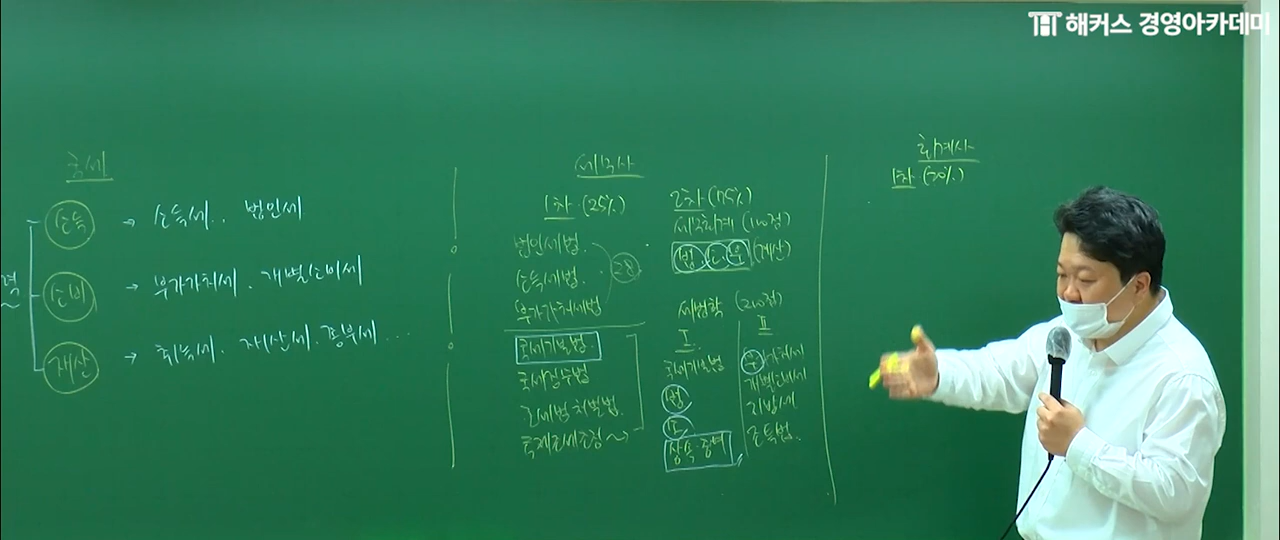 해커스 경영아카데미
국세
소득 → 소득세.. 법인세
소비 → 부가가치세. 개별소비세
재산 → 취득세. 재산세. 종부세 ...
세무사
1차 (25%)
법인세법.
소득세법.
부가가치세법
국세기본법.
국세징수법
조세범처벌법.
국제조세조정~
2차 (75%)
세무회계 (100점)
법 소 부 (계산)
세법학 (200점)
I
국세기본법
법
소
상속·증여
II
부가가치세
개별소비세
지방세
조특법..
회계사
1차 (20%)